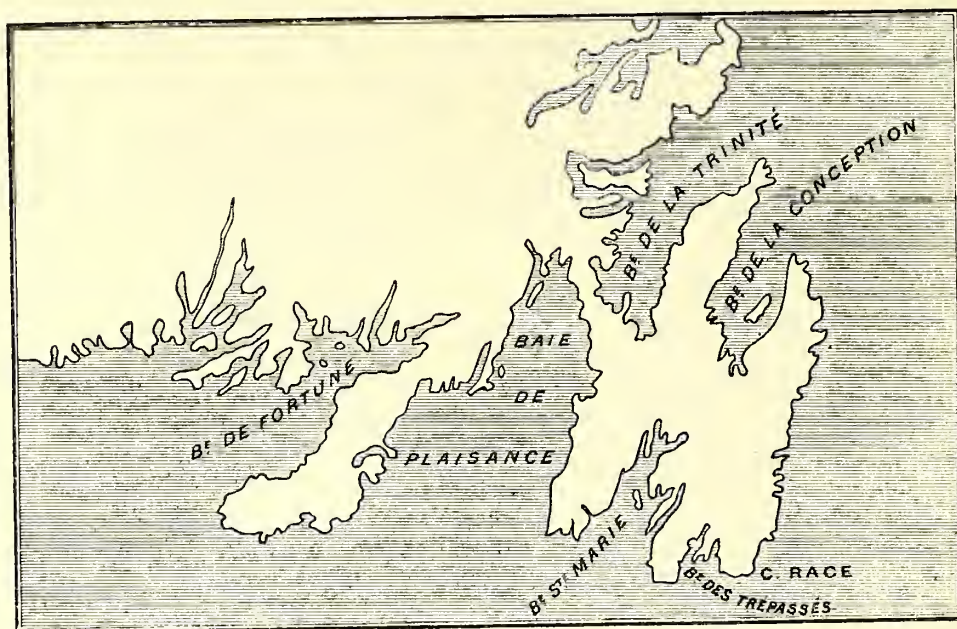 Bᴱ DE LA TRINITÉ
Bᴱ DE LA CONCEPTION
BAIE
DE
PLAISANCE
Bᴱ DE FORTUNE
Bᴱ Sᵀᴱ MARIE
Bᴱ DES TRÉPASSÉS
C. RACE